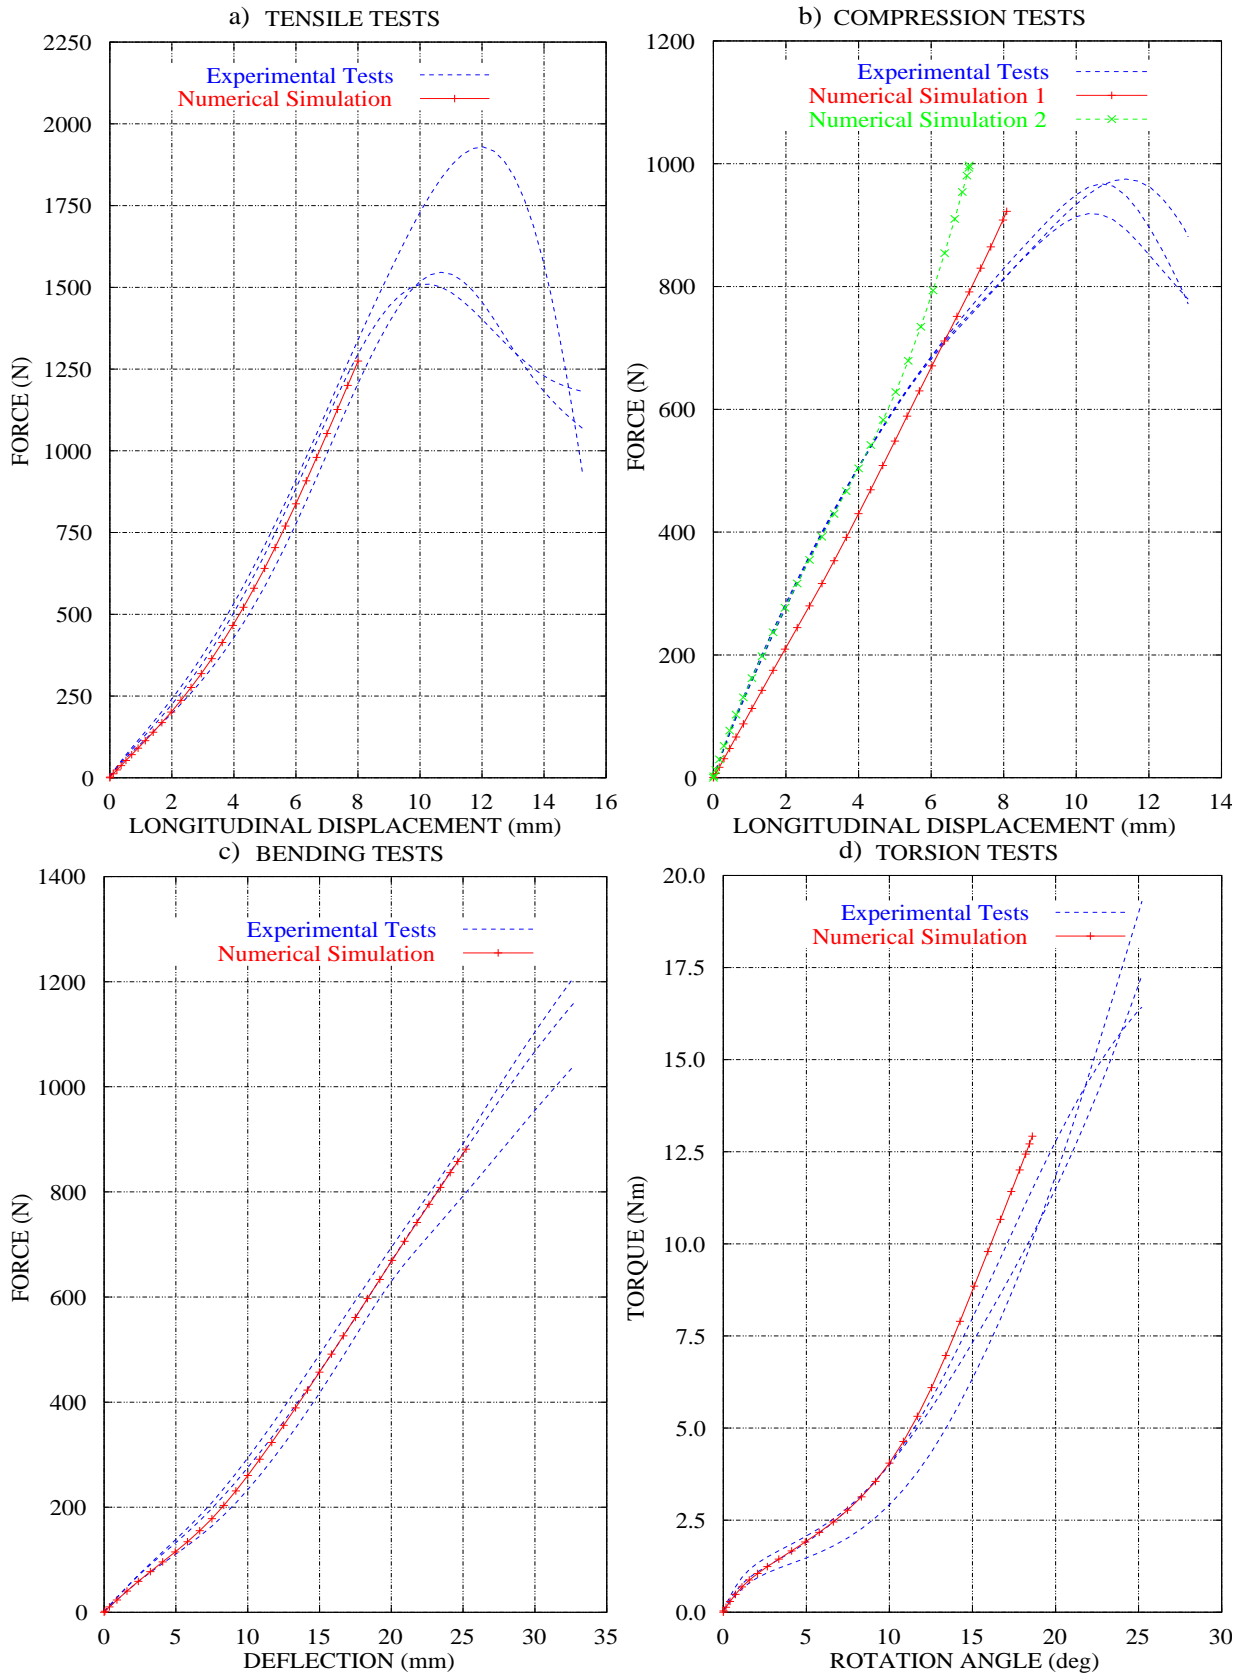 a) TENSILE TESTS
2250
2000
1750
1500
1250
1000
750
500
250
0
FORCE (N)
Experimental Tests
Numerical Simulation
0 2 4 6 8 10 12 14 16
LONGITUDINAL DISPLACEMENT (mm)
b) COMPRESSION TESTS
1200
1000
800
600
400
200
0
FORCE (N)
Experimental Tests
Numerical Simulation 1
Numerical Simulation 2
0 2 4 6 8 10 12 14
LONGITUDINAL DISPLACEMENT (mm)
c) BENDING TESTS
1400
1200
1000
800
600
400
200
0
FORCE (N)
Experimental Tests
Numerical Simulation
0 5 10 15 20 25 30 35
DEFLECTION (mm)
d) TORSION TESTS
20.0
17.5
15.0
12.5
10.0
7.5
5.0
2.5
0.0
TORQUE (Nm)
Experimental Tests
Numerical Simulation
0 5 10 15 20 25 30
ROTATION ANGLE (deg)